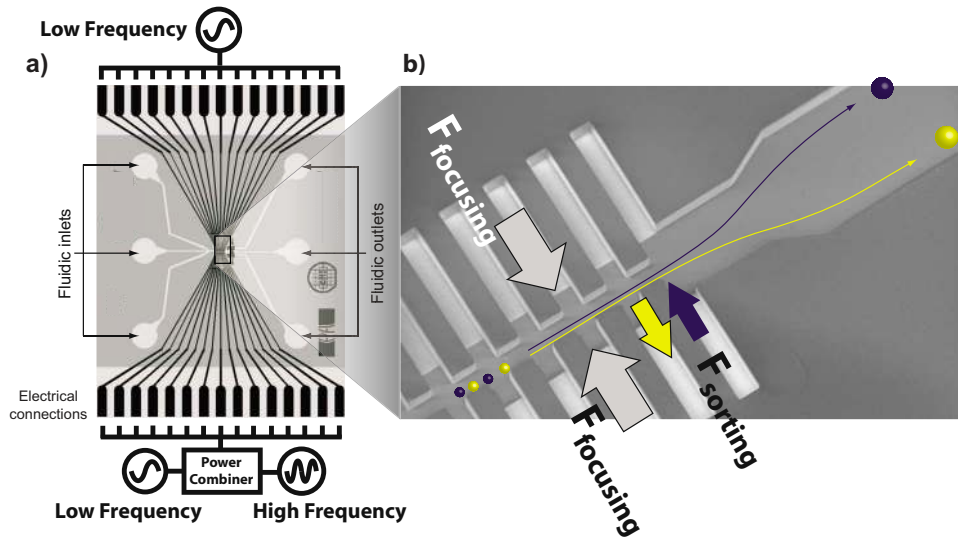 Low Frequency
a)
b)
Fluidic inlets
Fluidic outlets
F focusing
F focusing
F sorting
Electrical
connections
Power
Combiner
Low Frequency
High Frequency